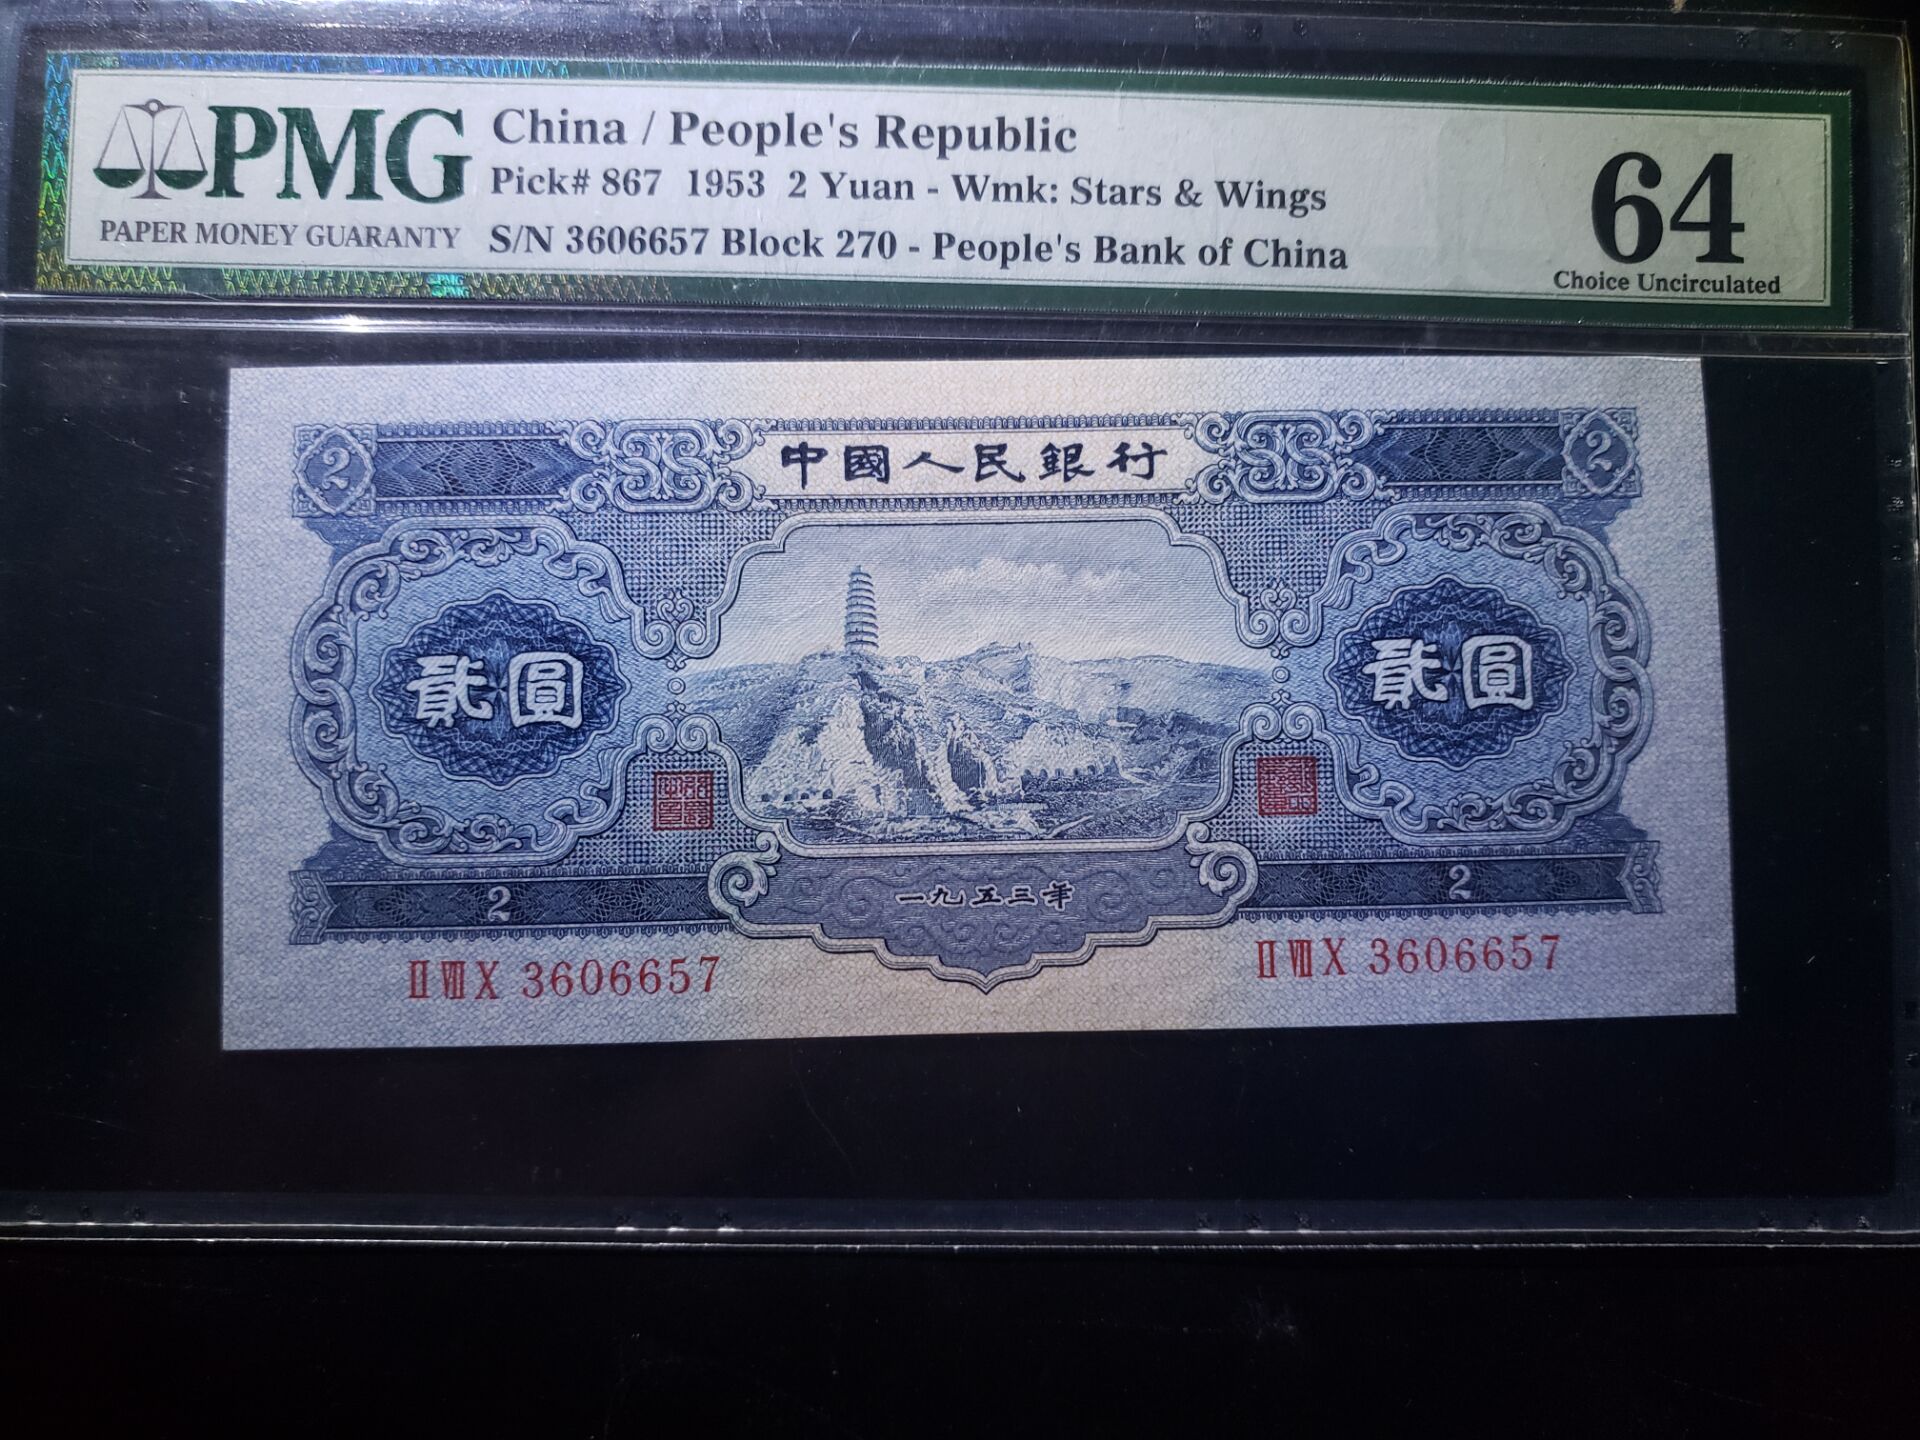 PMG
PAPER MONEY GUARANTY
China / People's Republic
Pick# 867 1953 2 Yuan - Wmk: Stars & Wings
S/N 3606657 Block 270 - People's Bank of China
64
Choice Uncirculated
2
中國人民銀行
2
貳圓
貳圓
2
一九五三年
2
ⅡⅦⅩ 3606657
ⅡⅦⅩ 3606657